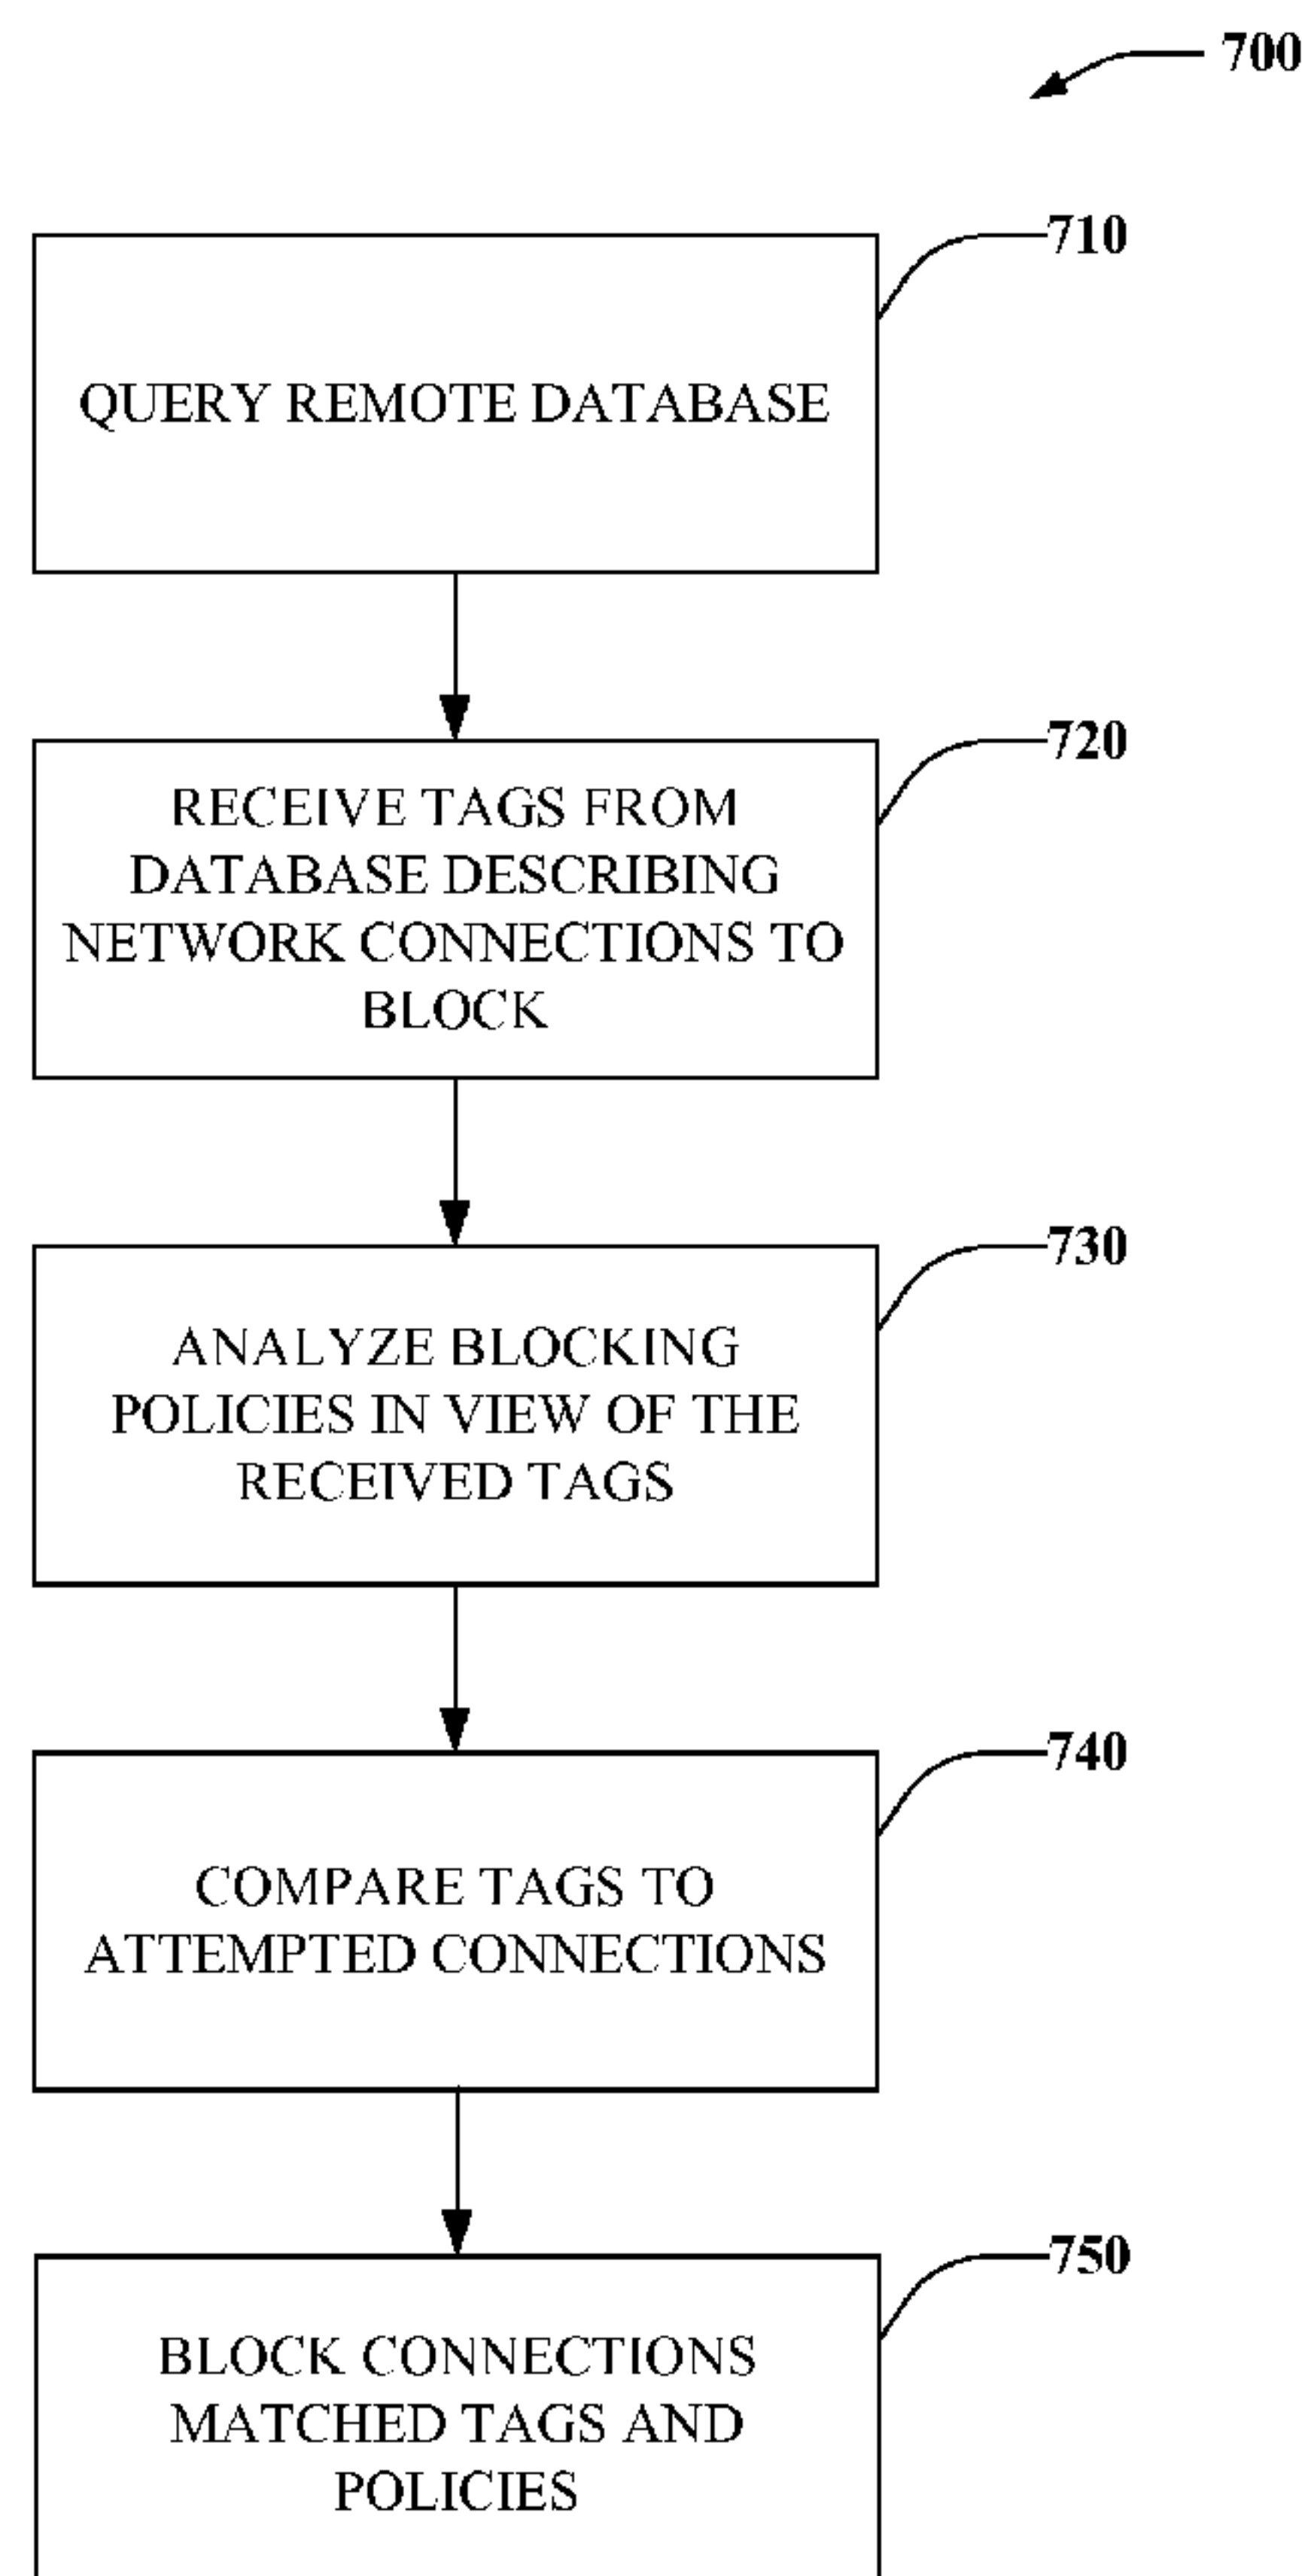 700
710
QUERY REMOTE DATABASE
720
RECEIVE TAGS FROM
DATABASE DESCRIBING
NETWORK CONNECTIONS TO
BLOCK
730
ANALYZE BLOCKING
POLICIES IN VIEW OF THE
RECEIVED TAGS
740
COMPARE TAGS TO
ATTEMPTED CONNECTIONS
750
BLOCK CONNECTIONS
MATCHED TAGS AND
POLICIES